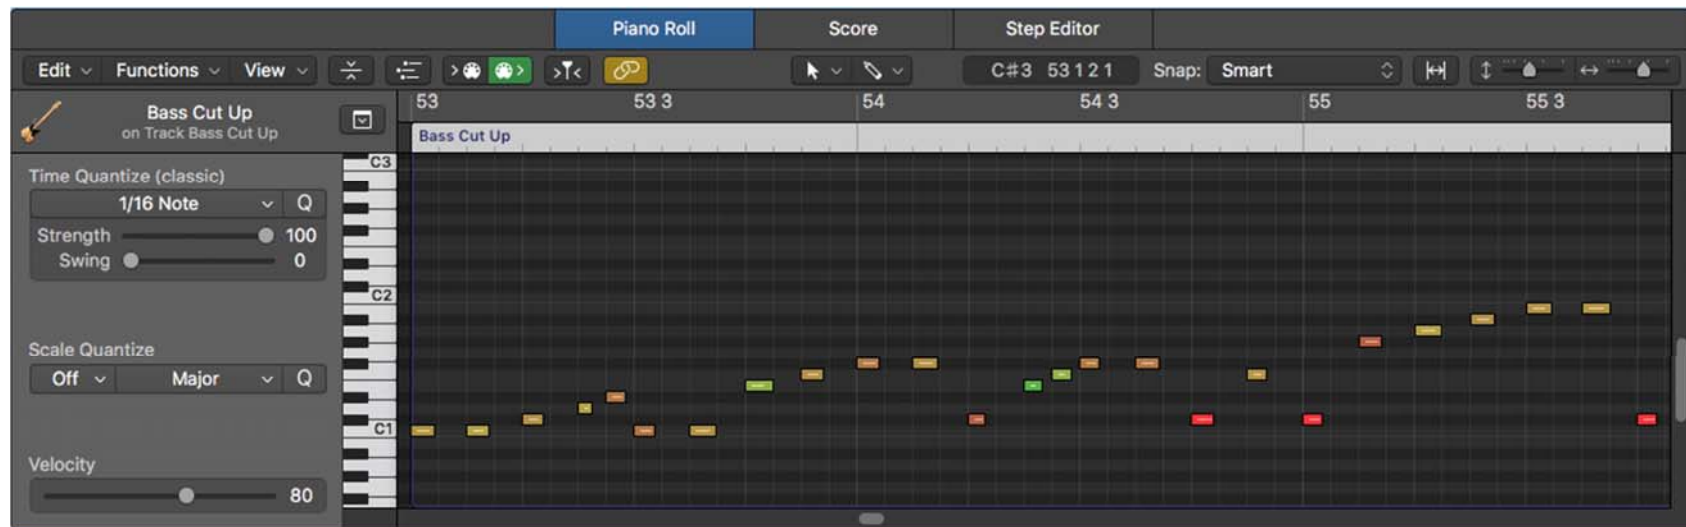 Piano Roll Score Step Editor
Edit Functions View C#3 53 1 2 1 Snap: Smart
53 53 3 54 54 3 55 55 3
Bass Cut Up
on Track Bass Cut Up
Bass Cut Up
C3
Time Quantize (classic)
1/16 Note Q
Strength 100
Swing 0
C2
Scale Quantize
Off Major Q
C1
Velocity
80